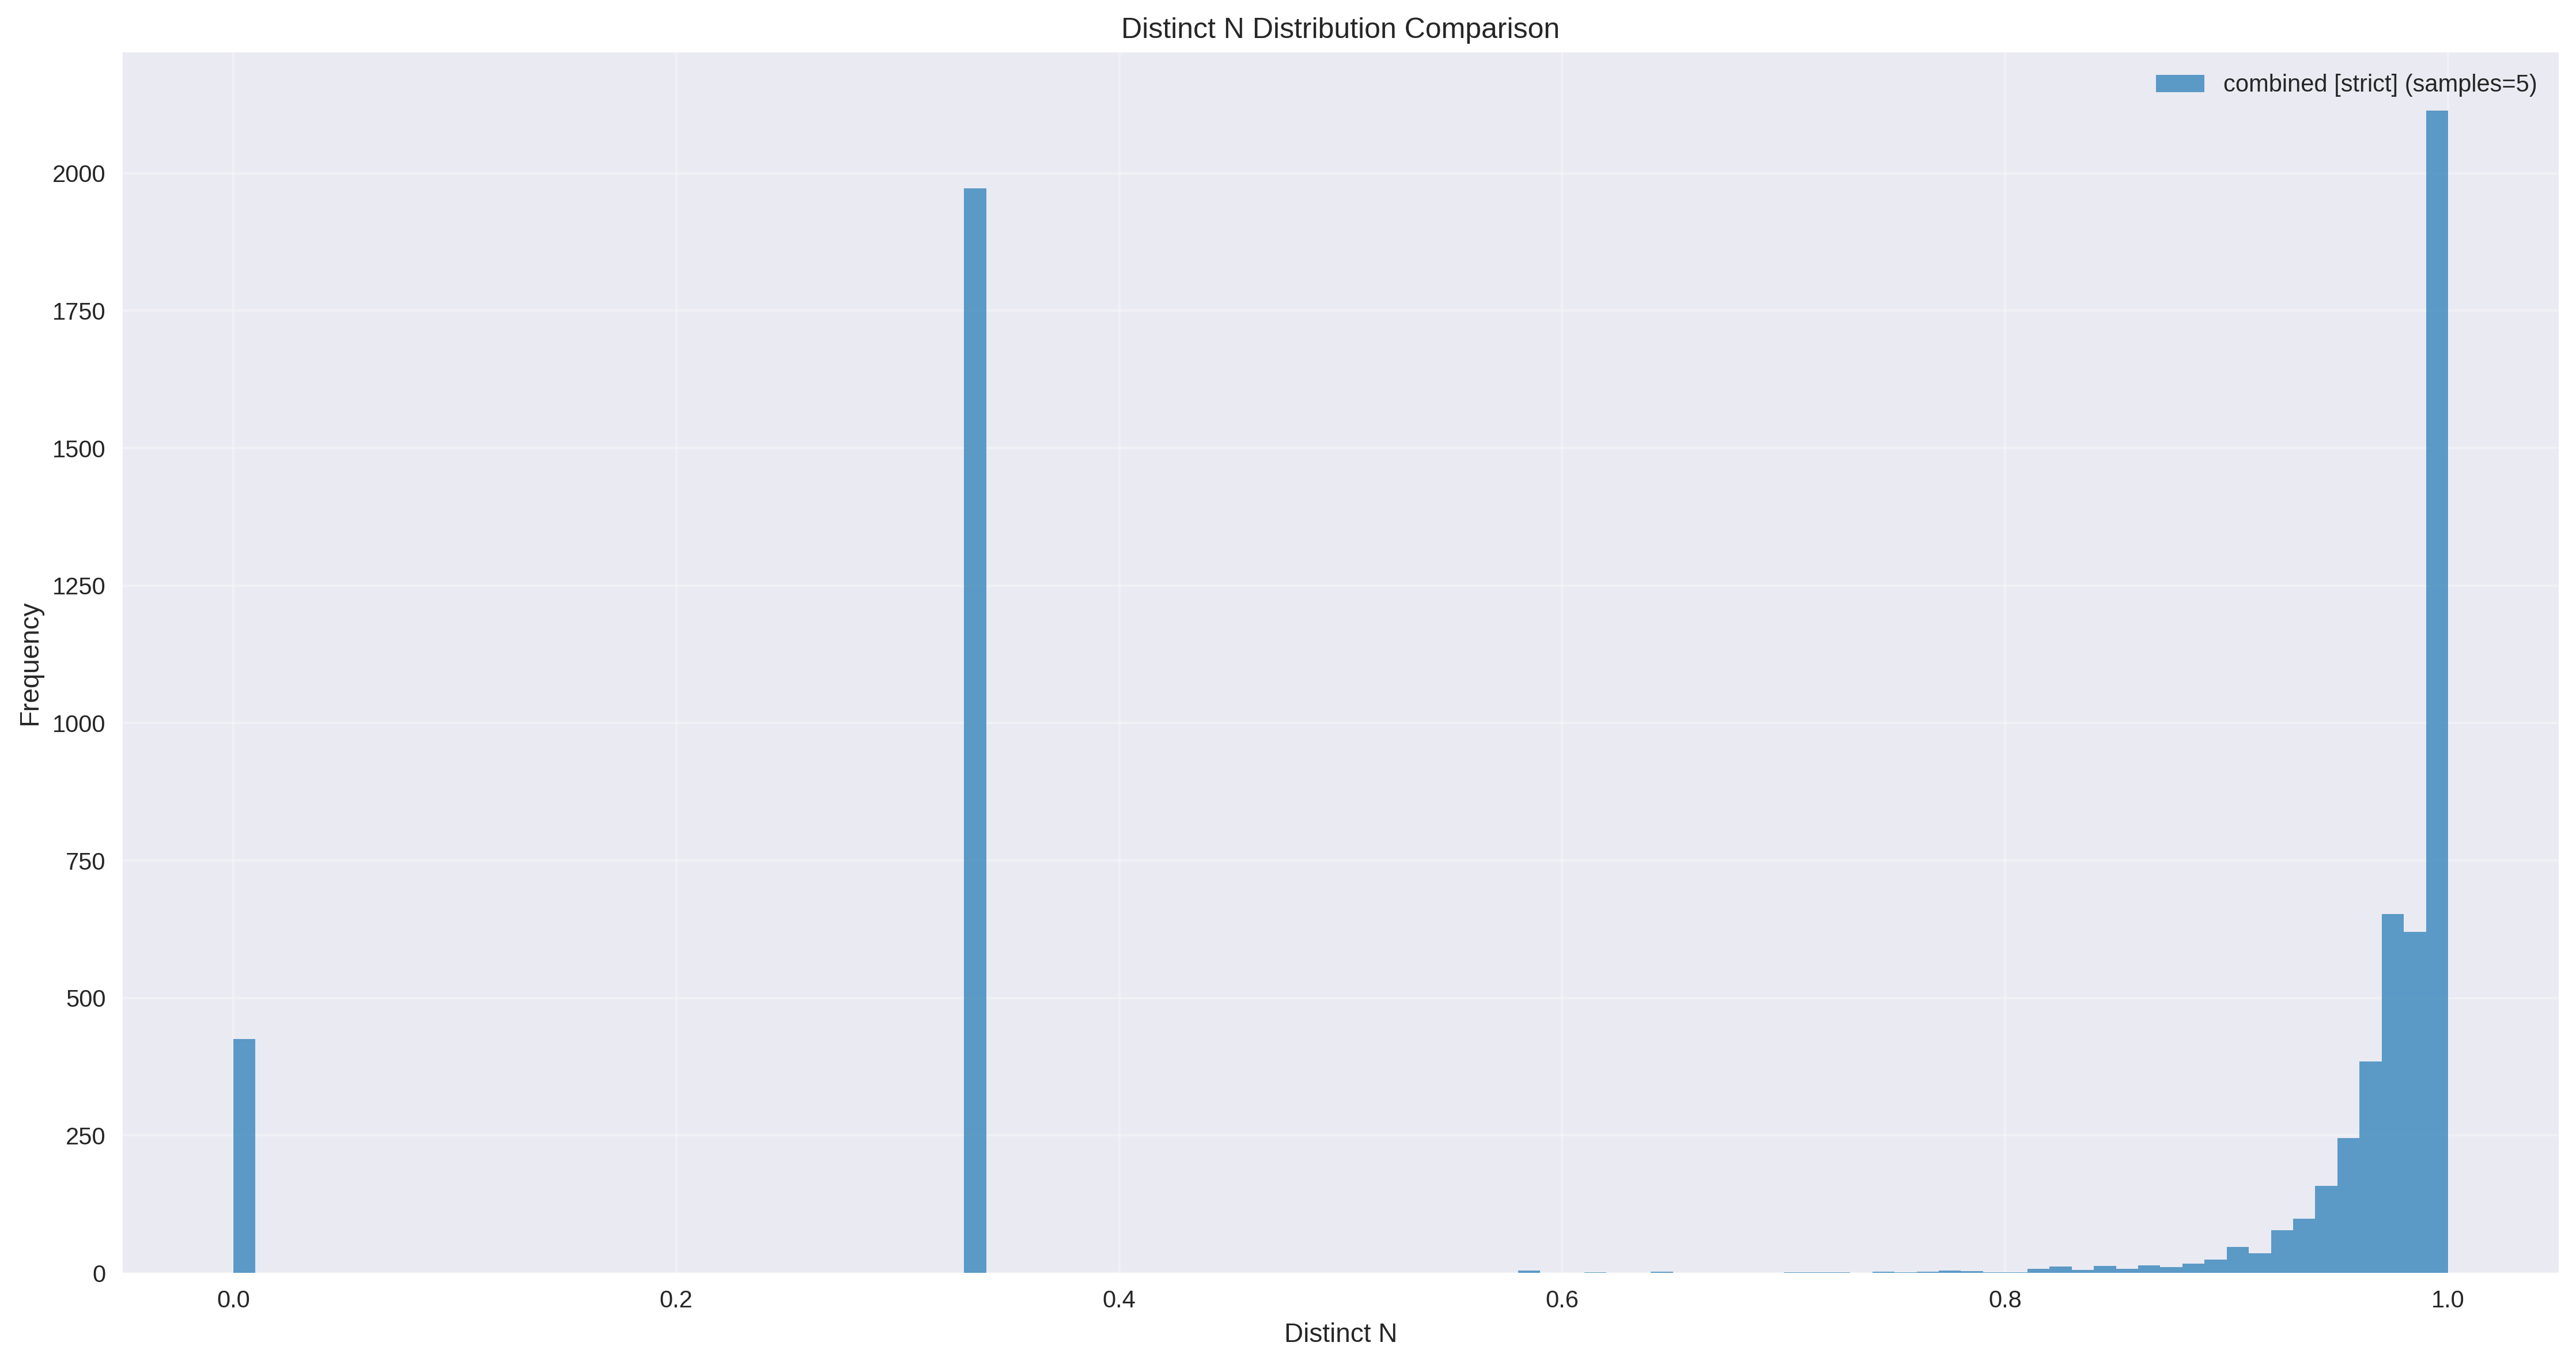 Distinct N Distribution Comparison
combined [strict] (samples=5)
Frequency
2000
1750
1500
1250
1000
750
500
250
0
0.0 0.2 0.4 0.6 0.8 1.0
Distinct N